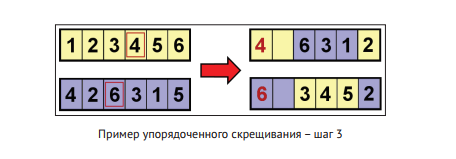 1 2 3 4 5 6 4 6 3 1 2
4 2 6 3 1 5 6 3 4 5 2
Пример упорядоченного скрещивания – шаг 3